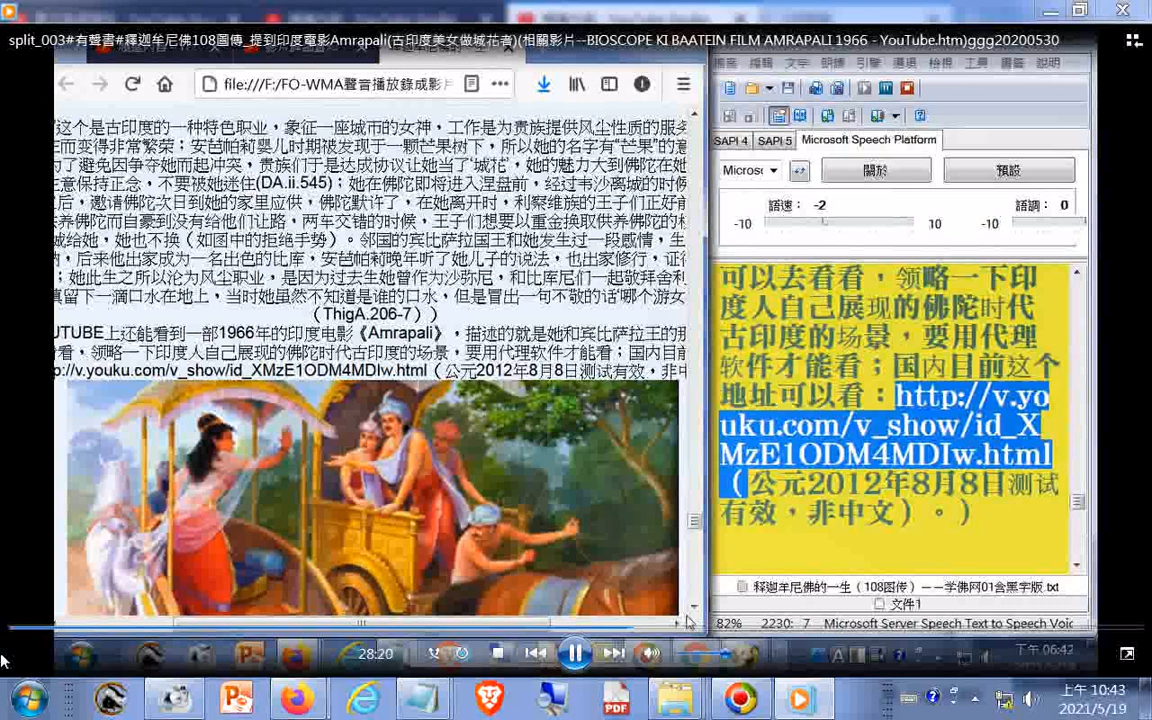 split_003#有聲書#釋迦牟尼佛108圖傳_提到印度電影Amrapali(古印度美女做城花者)(相關影片--BIOSCOPE KI BAATEIN FILM AMRAPALI 1966 - YouTube.htm)ggg20200530
file:///F:/FO-WMA聲音播放錄成影片
檔案 編輯 文字 朗讀 引擎 選項 檢視 工具 書籤 說明
SAPI 4
SAPI 5
Microsoft Speech Platform
Micros
關於
預設
語速： -2
語調： 0
-10
10
-10
这个是古印度的一种特色职业，象征一座城市的女神，工作是为贵族提供风尘性质的服务
而变得非常繁荣；安芭帕莉婴儿时期被发现于一颗芒果树下，所以她的名字有“芒果”的意
了避免因争夺她而起冲突，贵族们于是达成协议让她当了‘城花’，她的魅力大到佛陀在她
意保持正念，不要被她迷住(DA.ii.545)；她在佛陀即将进入涅盘前，经过韦沙离城的时候
后，邀请佛陀次日到她的家里应供，佛陀默许了，在她离开时，利察维族的王子们正好前
养佛陀而自豪到没有给他们让路，两车交错的时候，王子们想要以重金换取供养佛陀的
给她，她也不换（如图中的拒绝手勢）。邻国的宾比萨拉国王和她发生过一段感情，生
，后来他出家成为一名出色的比库，安芭帕莉晚年听了她儿子的说法，也出家修行，证
；她此生之所以沦为风尘职业，是因为过去生她曾作为沙弥尼，和比库尼们一起敬拜舍利
留下一滴口水在地上，当时她虽然不知道是谁的口水，但是冒出一句不敬的话‘哪个游女
（ThigA.206-7））
UTUBE上还能看到一部1966年的印度电影《Amrapali》，描述的就是她和宾比萨拉王的
看，领略一下印度人自己展现的佛陀时代古印度的场景，要用代理软件才能看；国内目前
p://v.youku.com/v_show/id_XMzE1ODM4MDIw.html（公元2012年8月8日测试有效，非中
可以去看看，领略一下印
度人自己展现的佛陀时代
古印度的场景，要用代理
软件才能看；国内目前这个
地址可以看：http://v.yo
uku.com/v_show/id_X
MzE1ODM4MDIw.html
（公元2012年8月8日测试
有效，非中文）。）
释迦牟尼佛的一生（108图传）——学佛网01含黑字版.txt
文件1
82%
2230: 7
Microsoft Server Speech Text to Speech Voic
28:20
下午 06:42
上午 10:43
2021/5/19